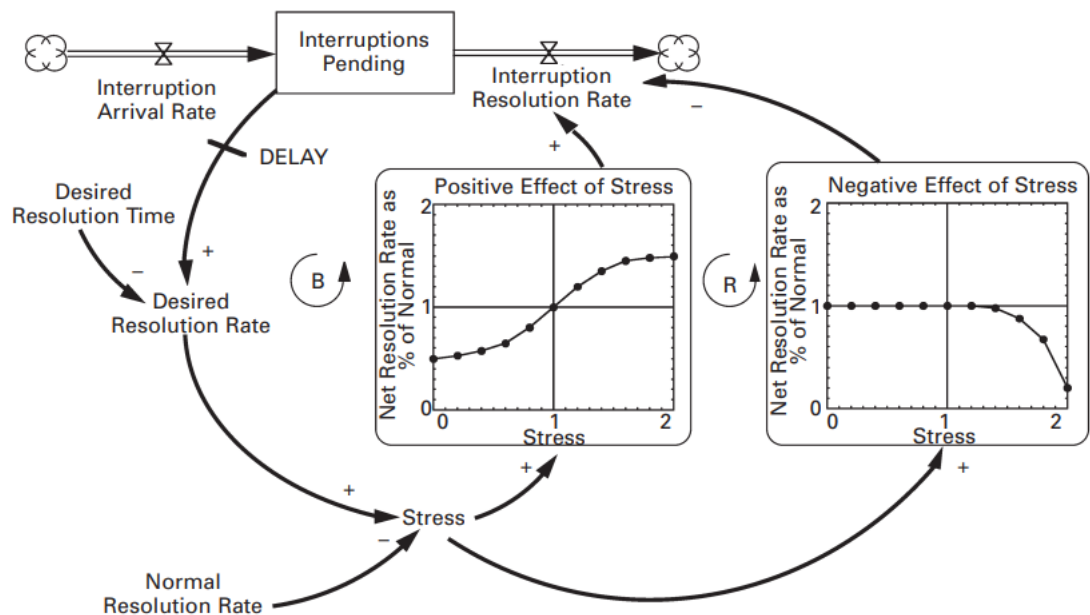 Interruptions
Pending
Interruption
Arrival Rate
Interruption
Resolution Rate
DELAY
Desired
Resolution Time
Desired
Resolution Rate
Stress
Normal
Resolution Rate
+
+
+
+
+
−
−
−
B
R
Positive Effect of Stress
Net Resolution Rate as
% of Normal
2
1
0
0 1 2
Stress
Negative Effect of Stress
Net Resolution Rate as
% of Normal
2
1
0
0 1 2
Stress